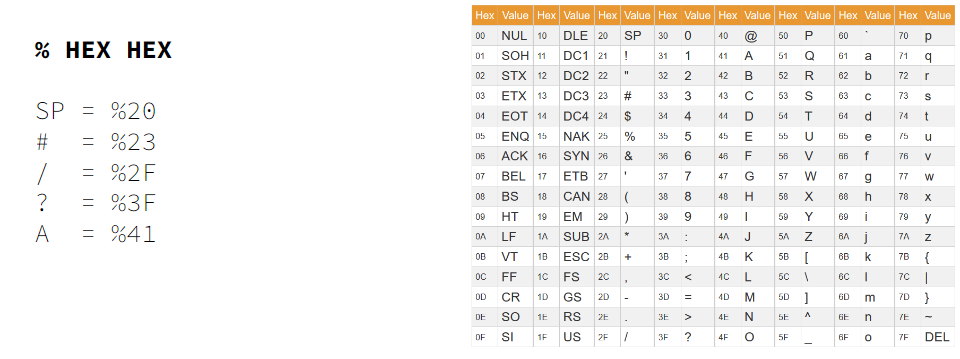 % HEX HEX
SP = %20
# = %23
/ = %2F
? = %3F
A = %41
Hex Value Hex Value Hex Value Hex Value Hex Value Hex Value Hex Value Hex Value
00 NUL 10 DLE 20 SP 30 0 40 @ 50 P 60 ` 70 p
01 SOH 11 DC1 21 ! 31 1 41 A 51 Q 61 a 71 q
02 STX 12 DC2 22 " 32 2 42 B 52 R 62 b 72 r
03 ETX 13 DC3 23 # 33 3 43 C 53 S 63 c 73 s
04 EOT 14 DC4 24 $ 34 4 44 D 54 T 64 d 74 t
05 ENQ 15 NAK 25 % 35 5 45 E 55 U 65 e 75 u
06 ACK 16 SYN 26 & 36 6 46 F 56 V 66 f 76 v
07 BEL 17 ETB 27 ' 37 7 47 G 57 W 67 g 77 w
08 BS 18 CAN 28 ( 38 8 48 H 58 X 68 h 78 x
09 HT 19 EM 29 ) 39 9 49 I 59 Y 69 i 79 y
0A LF 1A SUB 2A * 3A : 4A J 5A Z 6A j 7A z
0B VT 1B ESC 2B + 3B ; 4B K 5B [ 6B k 7B {
0C FF 1C FS 2C , 3C < 4C L 5C \ 6C l 7C |
0D CR 1D GS 2D - 3D = 4D M 5D ] 6D m 7D }
0E SO 1E RS 2E . 3E > 4E N 5E ^ 6E n 7E ~
0F SI 1F US 2F / 3F ? 4F O 5F _ 6F o 7F DEL